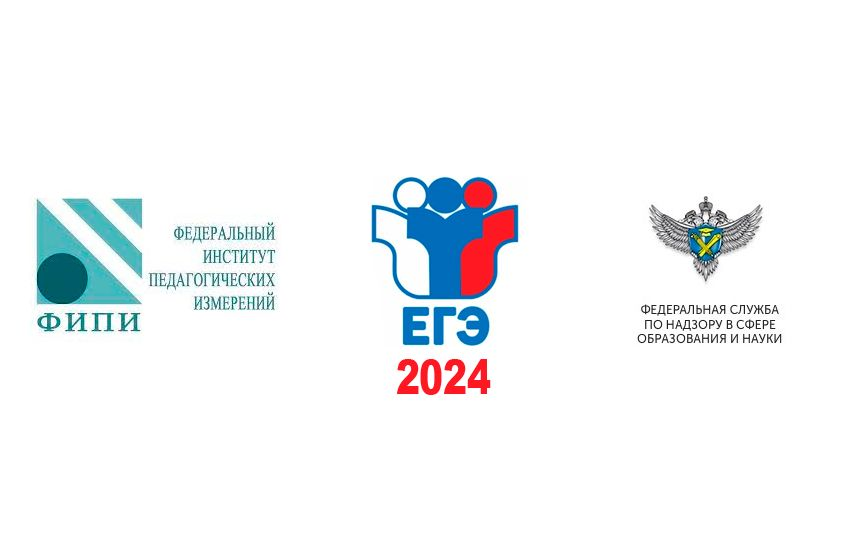 ФЕДЕРАЛЬНЫЙ
ИНСТИТУТ
ПЕДАГОГИЧЕСКИХ
ИЗМЕРЕНИЙ
ФИПИ
ЕГЭ
2024
ФЕДЕРАЛЬНАЯ СЛУЖБА
ПО НАДЗОРУ В СФЕРЕ
ОБРАЗОВАНИЯ И НАУКИ